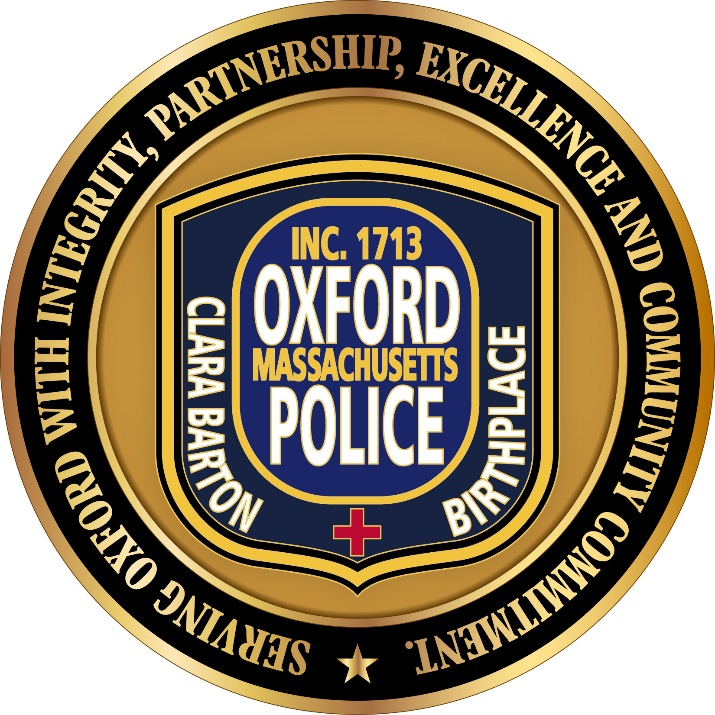 SERVING OXFORD WITH INTEGRITY, PARTNERSHIP, EXCELLENCE AND COMMUNITY COMMITMENT.
INC. 1713
OXFORD
MASSACHUSETTS
POLICE
CLARA BARTON
BIRTHPLACE